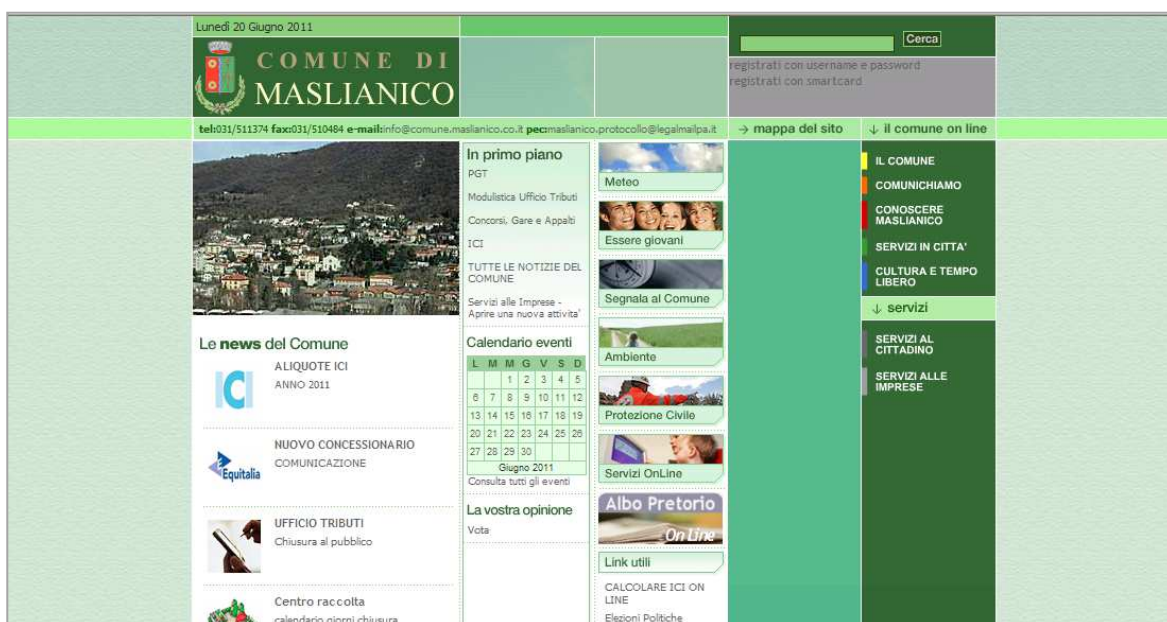 Lunedì 20 Giugno 2011
Cerca
COMUNE DI
MASLIANICO
registrati con username e password
registrati con smartcard
tel:031/511374 fax:031/510484 e-mail:info@comune.maslianico.co.it pec:maslianico.protocollo@legalmailpa.it
→ mappa del sito
↓ il comune on line
In primo piano
PGT
Modulistica Ufficio Tributi
Concorsi, Gare e Appalti
ICI
TUTTE LE NOTIZIE DEL
COMUNE
Servizi alle Imprese -
Aprire una nuova attivita'
Meteo
Essere giovani
Segnala al Comune
Ambiente
Protezione Civile
Servizi OnLine
Albo Pretorio
On Line
Link utili
CALCOLARE ICI ON
LINE
Elezioni Politiche
IL COMUNE
COMUNICHIAMO
CONOSCERE
MASLIANICO
SERVIZI IN CITTA'
CULTURA E TEMPO
LIBERO
↓ servizi
SERVIZI AL
CITTADINO
SERVIZI ALLE
IMPRESE
Le news del Comune
ICI
ALIQUOTE ICI
ANNO 2011
Equitalia
NUOVO CONCESSIONARIO
COMUNICAZIONE
UFFICIO TRIBUTI
Chiusura al pubblico
Centro raccolta
calendario giorni chiusura
Calendario eventi
L M M G V S D
1 2 3 4 5
6 7 8 9 10 11 12
13 14 15 16 17 18 19
20 21 22 23 24 25 26
27 28 29 30
Giugno 2011
Consulta tutti gli eventi
La vostra opinione
Vota